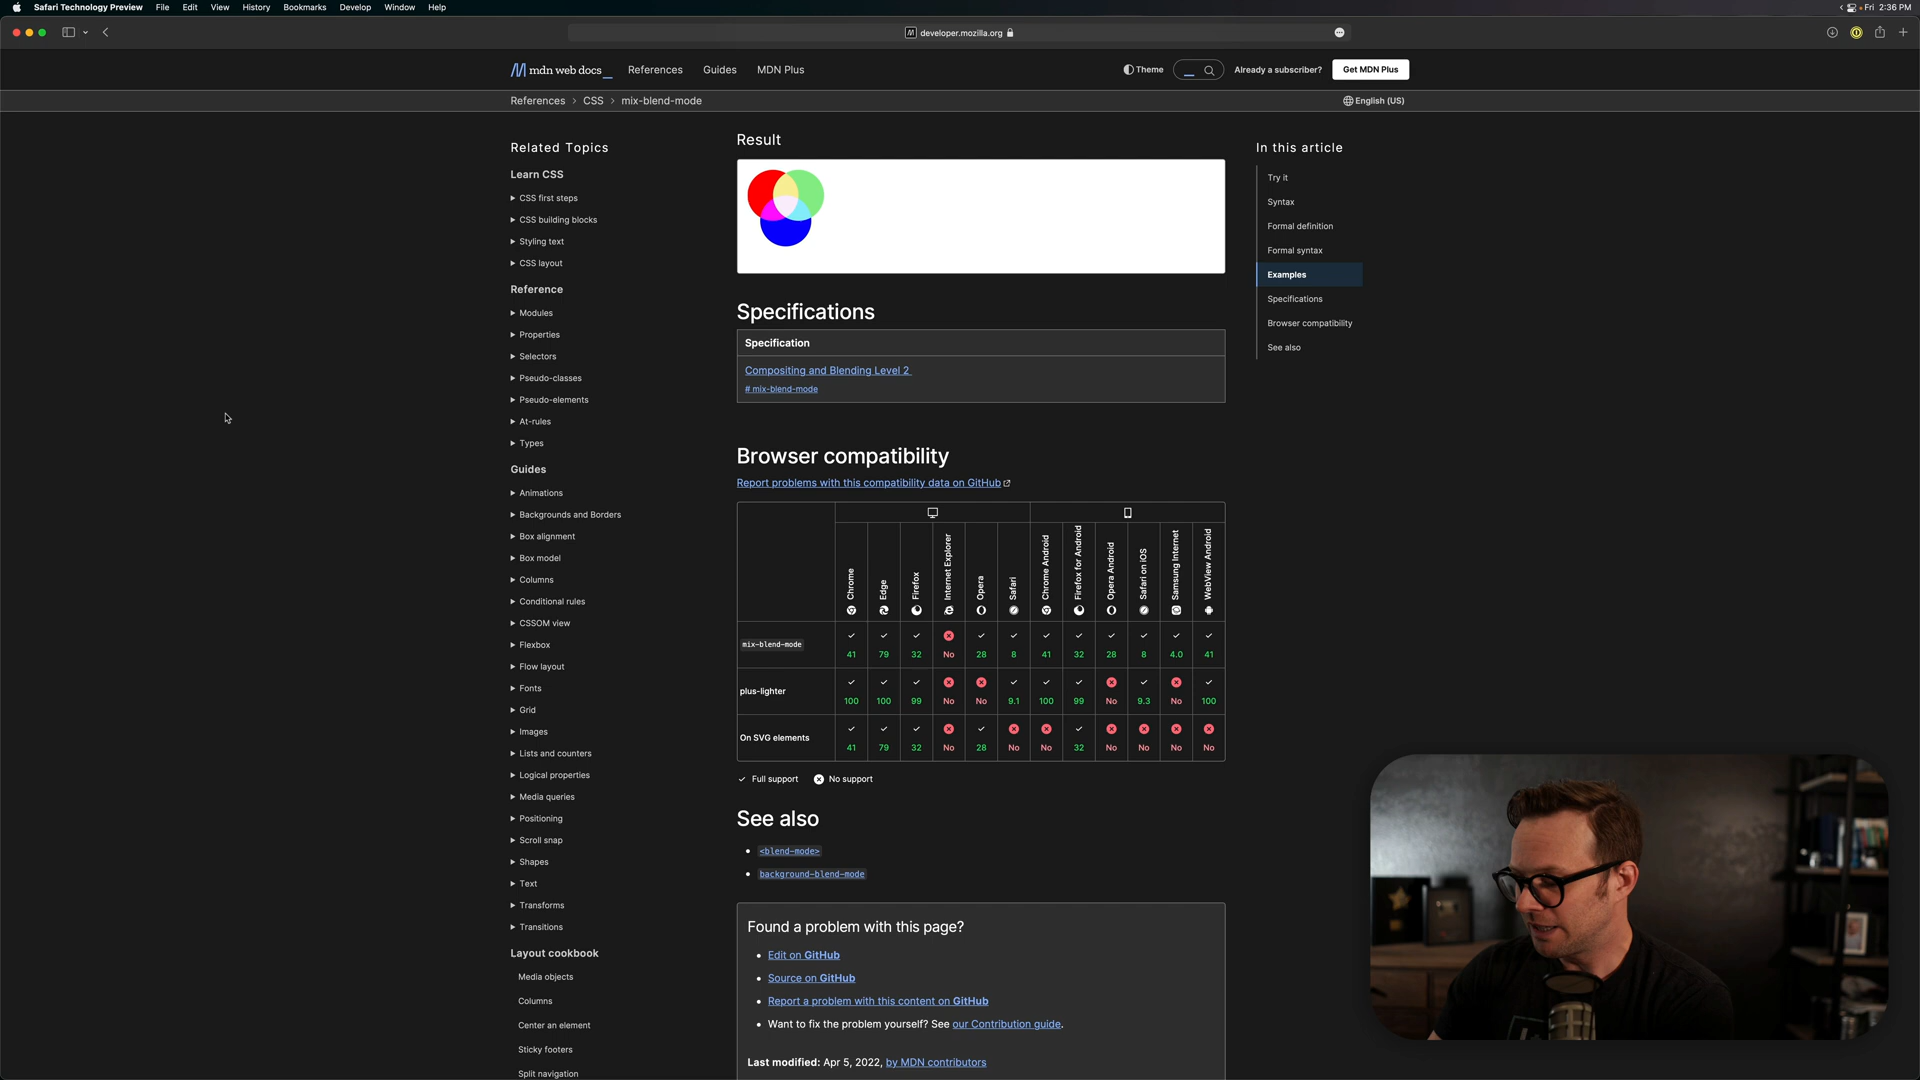 Safari Technology Preview File Edit View History Bookmarks Develop Window Help
Fri 2:36 PM
developer.mozilla.org
mdn web docs_ References Guides MDN Plus
Theme Already a subscriber? Get MDN Plus
References > CSS > mix-blend-mode
English (US)
Related Topics
Learn CSS
CSS first steps
CSS building blocks
Styling text
CSS layout
Reference
Modules
Properties
Selectors
Pseudo-classes
Pseudo-elements
At-rules
Types
Guides
Animations
Backgrounds and Borders
Box alignment
Box model
Columns
Conditional rules
CSSOM view
Flexbox
Flow layout
Fonts
Grid
Images
Lists and counters
Logical properties
Media queries
Positioning
Scroll snap
Shapes
Text
Transforms
Transitions
Layout cookbook
Media objects
Columns
Center an element
Sticky footers
Split navigation
Result
Specifications
Specification
Compositing and Blending Level 2
# mix-blend-mode
Browser compatibility
Report problems with this compatibility data on GitHub
Chrome Edge Firefox Internet Explorer Opera Safari Chrome Android Firefox for Android Opera Android Safari on iOS Samsung Internet WebView Android
mix-blend-mode
41 79 32 No 28 8 41 32 28 8 4.0 41
plus-lighter
100 100 99 No No 9.1 100 99 No 9.3 No 100
On SVG elements
41 79 32 No 28 No No 32 No No No No
Full support No support
See also
<blend-mode>
background-blend-mode
Found a problem with this page?
Edit on GitHub
Source on GitHub
Report a problem with this content on GitHub
Want to fix the problem yourself? See our Contribution guide.
Last modified: Apr 5, 2022, by MDN contributors
In this article
Try it
Syntax
Formal definition
Formal syntax
Examples
Specifications
Browser compatibility
See also